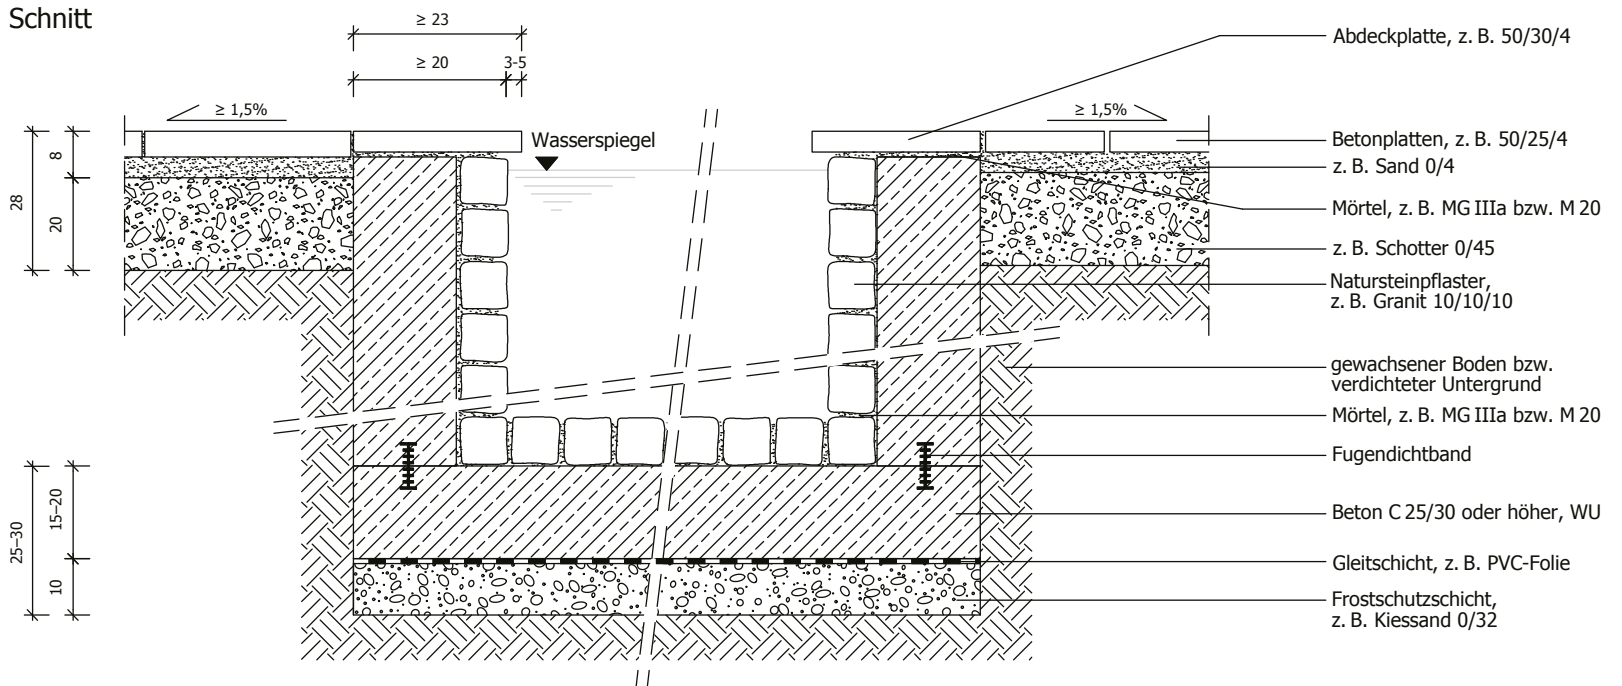 Schnitt
≥ 23
≥ 20
3-5
≥ 1,5%
≥ 1,5%
Wasserspiegel
8
28
20
15–20
25–30
10
Abdeckplatte, z. B. 50/30/4
Betonplatten, z. B. 50/25/4
z. B. Sand 0/4
Mörtel, z. B. MG IIIa bzw. M 20
z. B. Schotter 0/45
Natursteinpflaster,
z. B. Granit 10/10/10
gewachsener Boden bzw.
verdichteter Untergrund
Mörtel, z. B. MG IIIa bzw. M 20
Fugendichtband
Beton C 25/30 oder höher, WU
Gleitschicht, z. B. PVC-Folie
Frostschutzschicht,
z. B. Kiessand 0/32